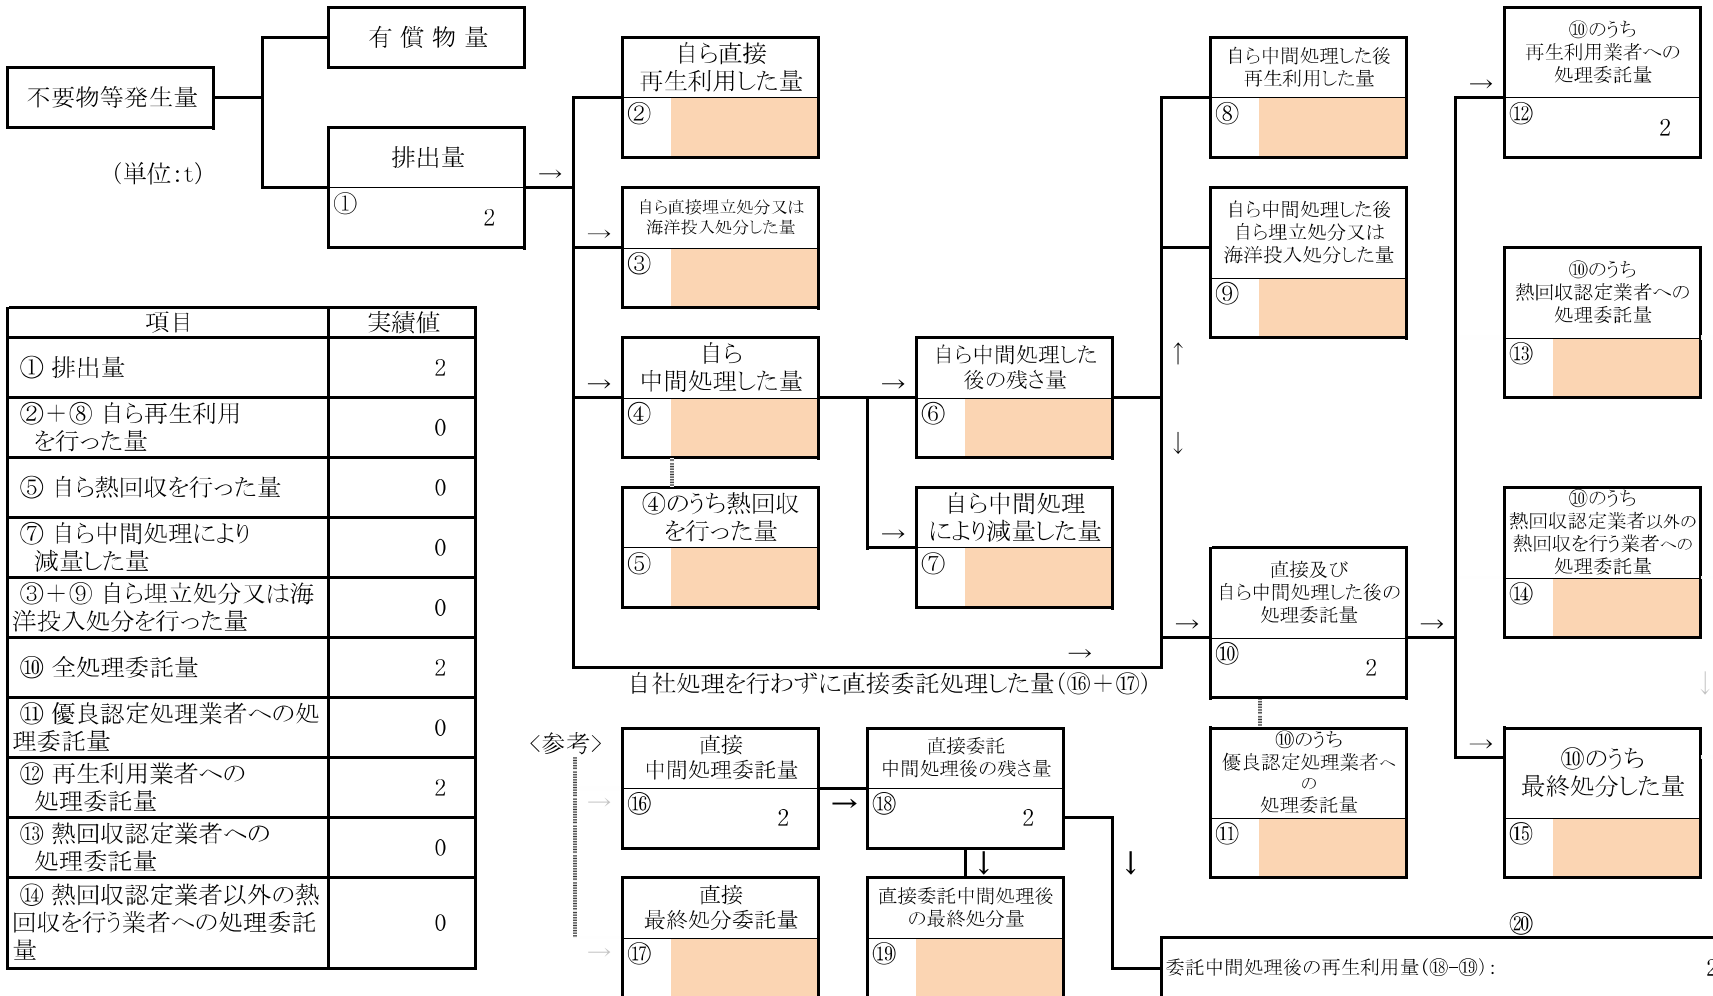 有 償 物 量
不要物等発生量
(単位:t)
排出量
①
2
→
自ら直接
再生利用した量
②
→
自ら直接埋立処分又は
海洋投入処分した量
③
→
自ら
中間処理した量
④
④のうち熱回収
を行った量
⑤
→
自ら中間処理した
後の残さ量
⑥
→
自ら中間処理
により減量した量
⑦
自ら中間処理した後
再生利用した量
⑧
自ら中間処理した後
自ら埋立処分又は
海洋投入処分した量
⑨
↑
↓
→
直接及び
自ら中間処理した後の
処理委託量
⑩
2
→
⑩のうち
優良認定処理業者へ
の
処理委託量
⑪
→
⑩のうち
再生利用業者への
処理委託量
⑫
2
⑩のうち
熱回収認定業者への
処理委託量
⑬
⑩のうち
熱回収認定業者以外の
熱回収を行う業者への
処理委託量
⑭
↓
→
⑩のうち
最終処分した量
⑮
→
自社処理を行わずに直接委託処理した量(⑯+⑰)
<参考>
→
直接
中間処理委託量
⑯
2
→
直接委託
中間処理後の残さ量
⑱
2
↓
↓
→
直接
最終処分委託量
⑰
直接委託中間処理後
の最終処分量
⑲
⑳
委託中間処理後の再生利用量(⑱-⑲):
2
項目 実績値
① 排出量 2
②+⑧ 自ら再生利用
を行った量 0
⑤ 自ら熱回収を行った量 0
⑦ 自ら中間処理により
減量した量 0
③+⑨ 自ら埋立処分又は海
洋投入処分を行った量 0
⑩ 全処理委託量 2
⑪ 優良認定処理業者への処
理委託量 0
⑫ 再生利用業者への
処理委託量 2
⑬ 熱回収認定業者への
処理委託量 0
⑭ 熱回収認定業者以外の熱
回収を行う業者への処理委託
量 0